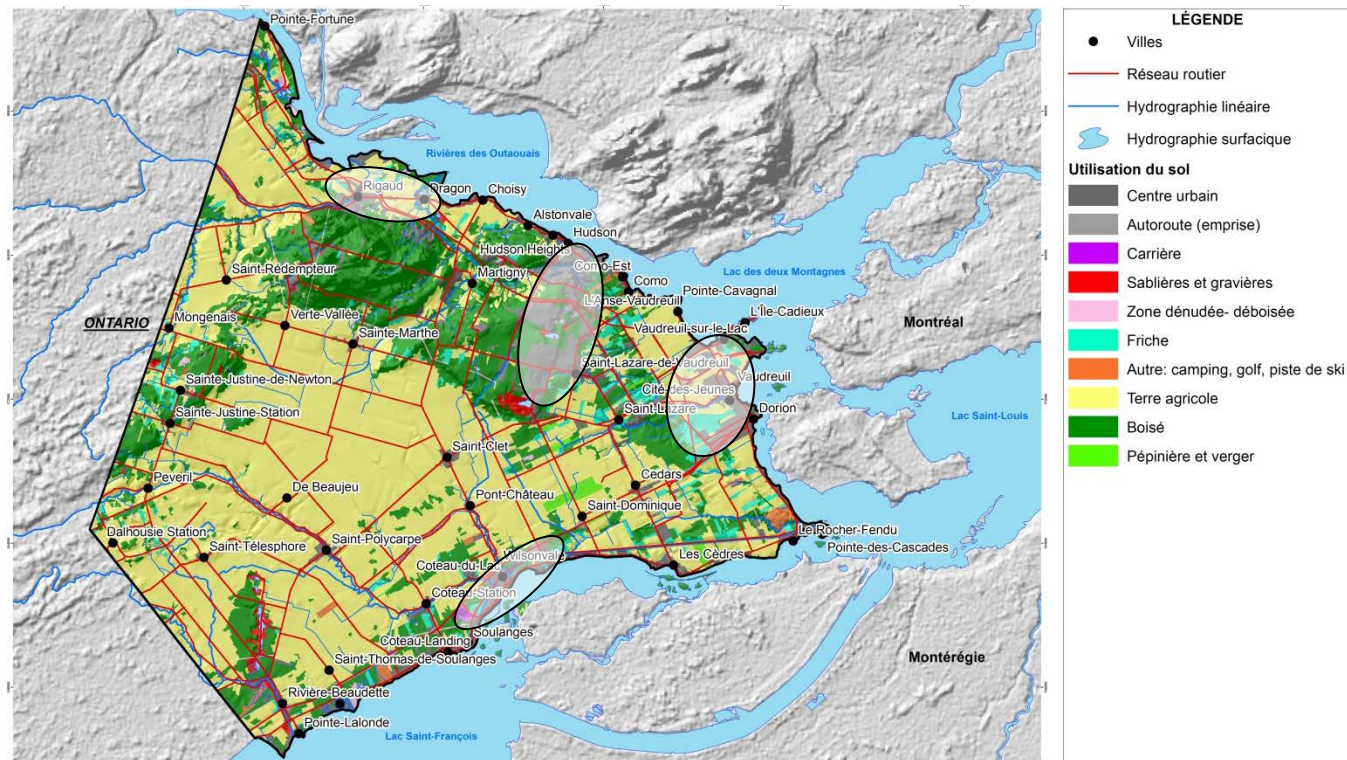 Pointe-Fortune
Rivières des Outaouais
Rigaud
Dragon
Choisy
Alstonvale
Hudson
Hudson Heights
Como-Est
Saint-Rédempteur
Martigny
Como
Lac des deux Montagnes
Pointe-Cavagnal
L'Anse-Vaudreuil
L'Île-Cadieux
ONTARIO
Mongenais
Verte-Vallée
Sainte-Marthe
Vaudreuil-sur-le-Lac
Montréal
Saint-Lazare-de-Vaudreuil
Vaudreuil
Sainte-Justine-de-Newton
Cité-des-Jeunes
Sainte-Justine-Station
Saint-Lazare
Dorion
Lac Saint-Louis
Saint-Clet
Cedars
Peveril
De Beaujeu
Pont-Château
Saint-Dominique
Dalhousie Station
Saint-Télesphore
Saint-Polycarpe
Wilsonvale
Le Rocher-Fendu
Pointe-des-Cascades
Les Cèdres
Coteau-du-Lac
Coteau-Station
Soulanges
Coteau-Landing
Saint-Thomas-de-Soulanges
Montérégie
Rivière-Beaudette
Pointe-Lalonde
Lac Saint-François
LÉGENDE
Villes
Réseau routier
Hydrographie linéaire
Hydrographie surfacique
Utilisation du sol
Centre urbain
Autoroute (emprise)
Carrière
Sablières et gravières
Zone dénudée- déboisée
Friche
Autre: camping, golf, piste de ski
Terre agricole
Boisé
Pépinière et verger